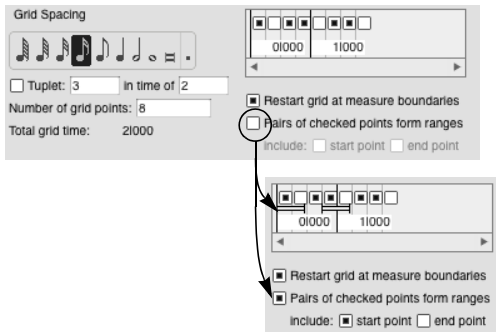 Grid Spacing
Tuplet: 3 in time of 2
Number of grid points: 8
Total grid time: 2|000
0|000 1|000
Restart grid at measure boundaries
Pairs of checked points form ranges
include: start point end point
0|000 1|000
Restart grid at measure boundaries
Pairs of checked points form ranges
include: start point end point